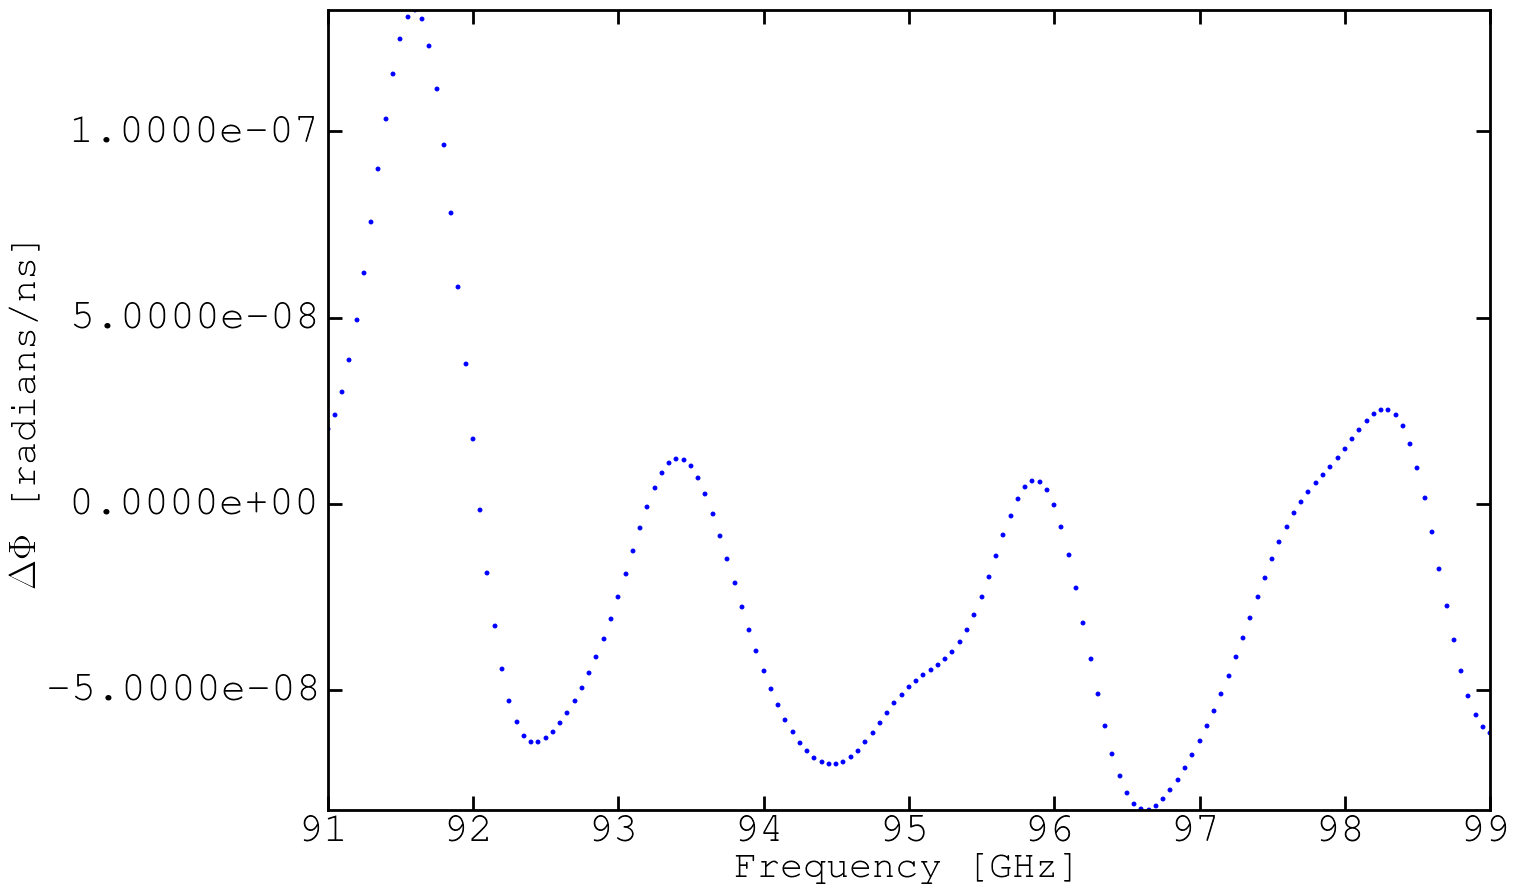 1.0000e−07
5.0000e−08
0.0000e+00
−5.0000e−08
ΔΦ [radians/ns]
91 92 93 94 95 96 97 98 99
Frequency [GHz]